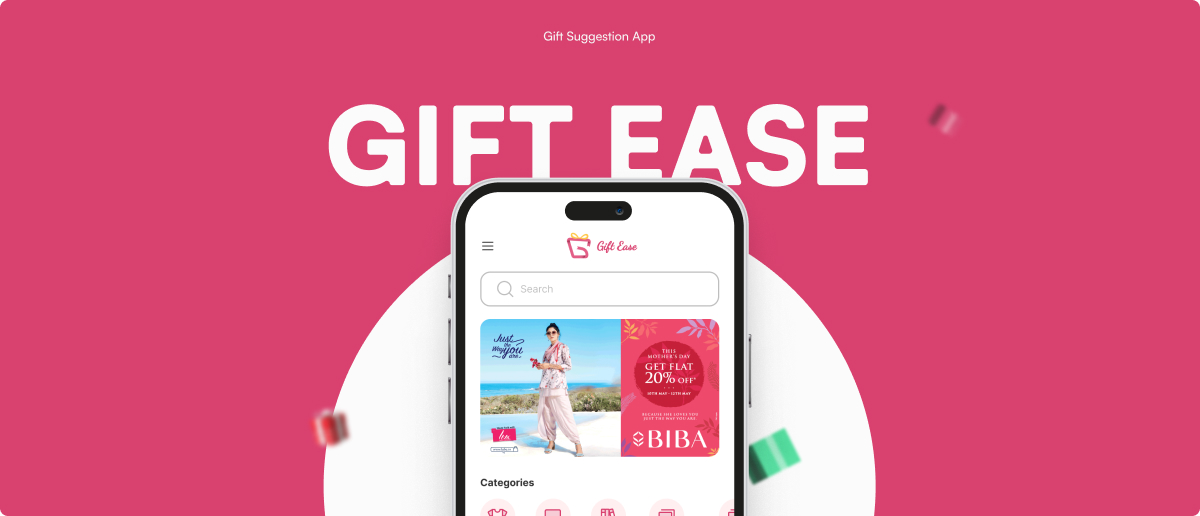 Gift Suggestion App
GIFT EASE
Gift Ease
Search
Just
the
Way you
are.
THIS
MOTHER'S DAY
GET FLAT
20% OFF*
10TH MAY - 12TH MAY
BECAUSE SHE LOVES YOU
JUST THE WAY YOU ARE
BIBA
Categories